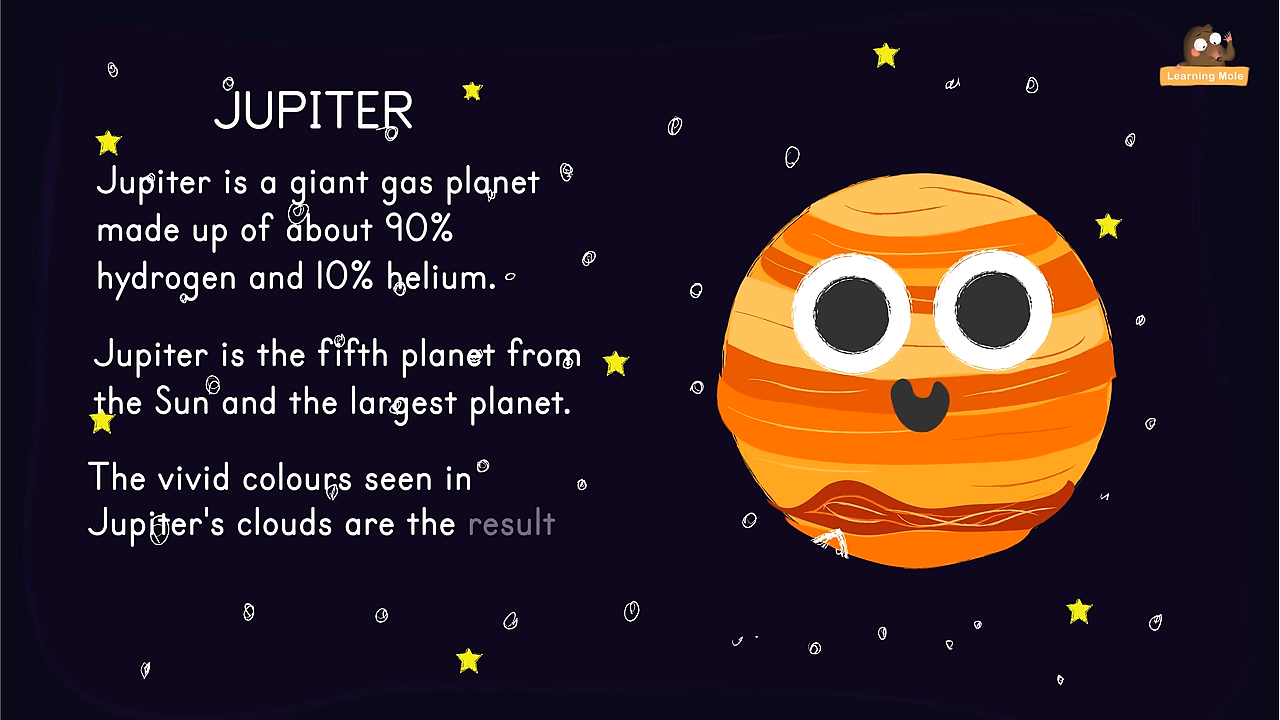 JUPITER
Jupiter is a giant gas planet
made up of about 90%
hydrogen and 10% helium.
Jupiter is the fifth planet from
the Sun and the largest planet.
The vivid colours seen in
Jupiter's clouds are the result
Learning Mole